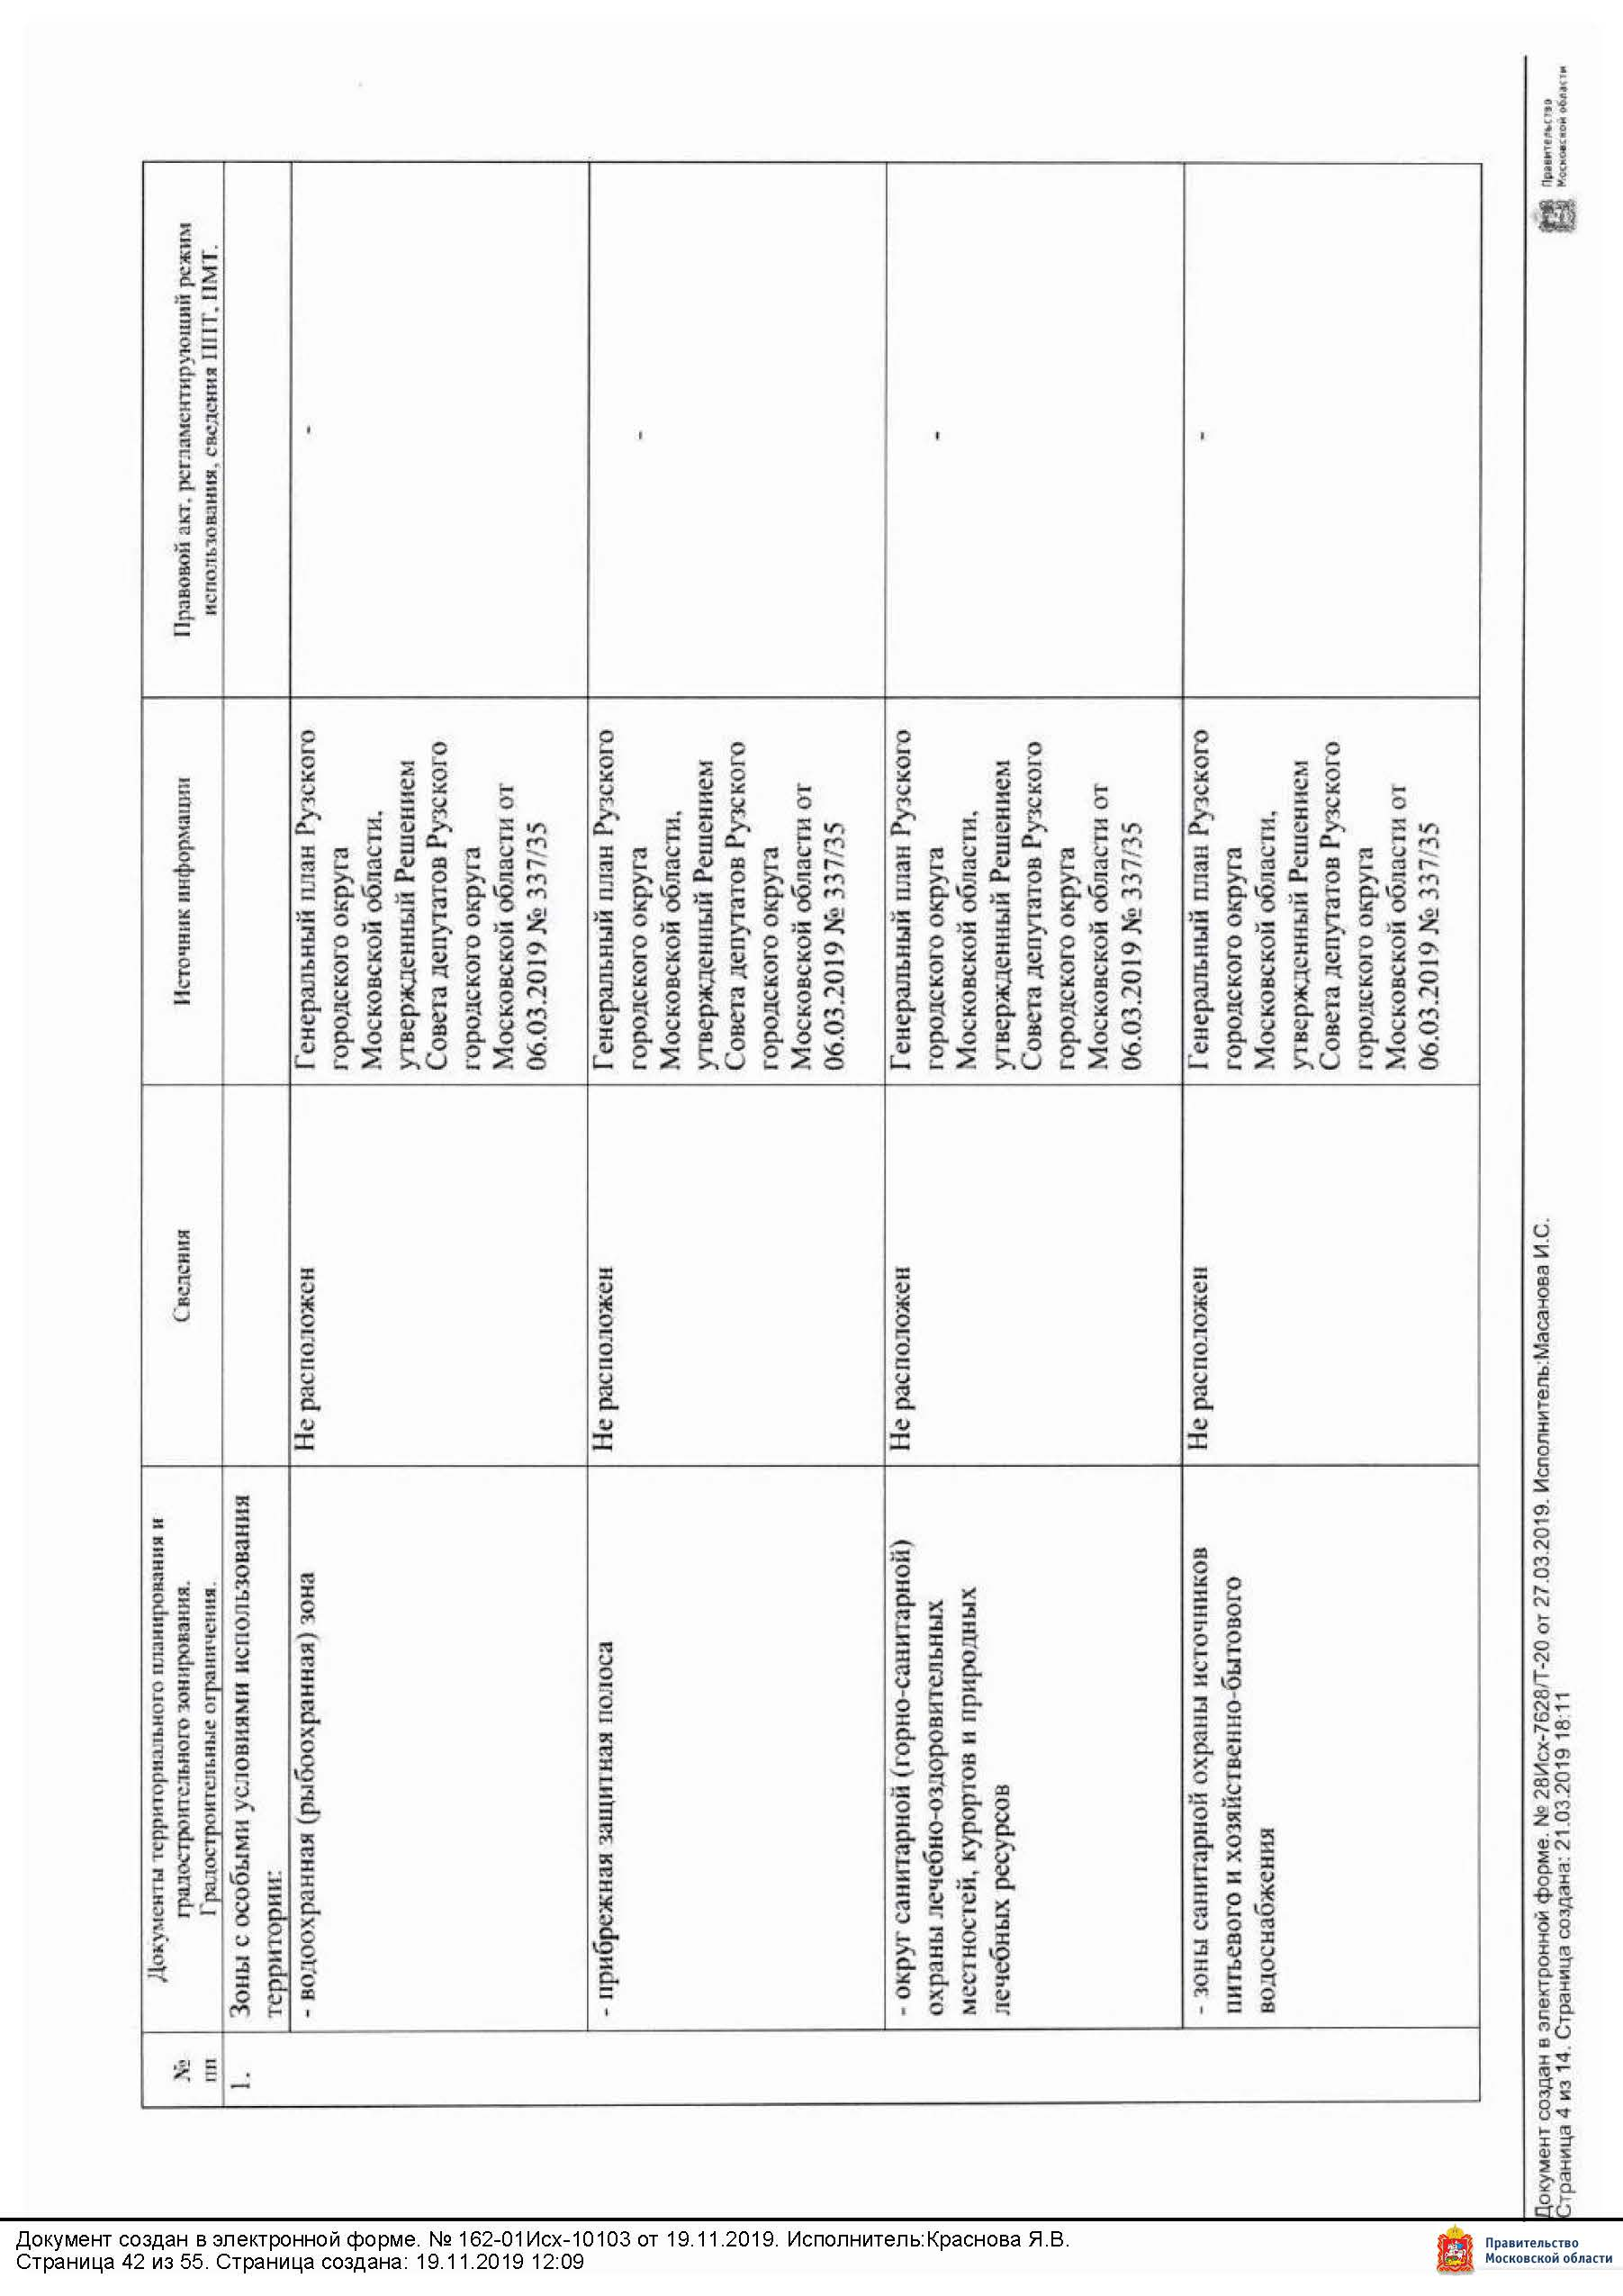 №
пп
Документы территориального планирования и
градостроительного зонирования.
Градостроительные ограничения.
Сведения
Источник информации
Правовой акт, регламентирующий режим
использования, сведения ППТ, ПМТ.
1.
Зоны с особыми условиями использования
территории:
- водоохранная (рыбоохранная) зона
Не расположен
Генеральный план Рузского
городского округа
Московской области,
утвержденный Решением
Совета депутатов Рузского
городского округа
Московской области от
06.03.2019 № 337/35
-
- прибрежная защитная полоса
Не расположен
Генеральный план Рузского
городского округа
Московской области,
утвержденный Решением
Совета депутатов Рузского
городского округа
Московской области от
06.03.2019 № 337/35
-
- округ санитарной (горно-санитарной)
охраны лечебно-оздоровительных
местностей, курортов и природных
лечебных ресурсов
Не расположен
Генеральный план Рузского
городского округа
Московской области,
утвержденный Решением
Совета депутатов Рузского
городского округа
Московской области от
06.03.2019 № 337/35
-
- зоны санитарной охраны источников
питьевого и хозяйственно-бытового
водоснабжения
Не расположен
Генеральный план Рузского
городского округа
Московской области,
утвержденный Решением
Совета депутатов Рузского
городского округа
Московской области от
06.03.2019 № 337/35
-
Документ создан в электронной форме. № 28Исх-7628/Т-20 от 27.03.2019. Исполнитель:Масанова И.С.
Страница 4 из 14. Страница создана: 21.03.2019 18:11
Правительство
Московской области
Документ создан в электронной форме. № 162-01Исх-10103 от 19.11.2019. Исполнитель:Краснова Я.В.
Страница 42 из 55. Страница создана: 19.11.2019 12:09
Правительство
Московской области